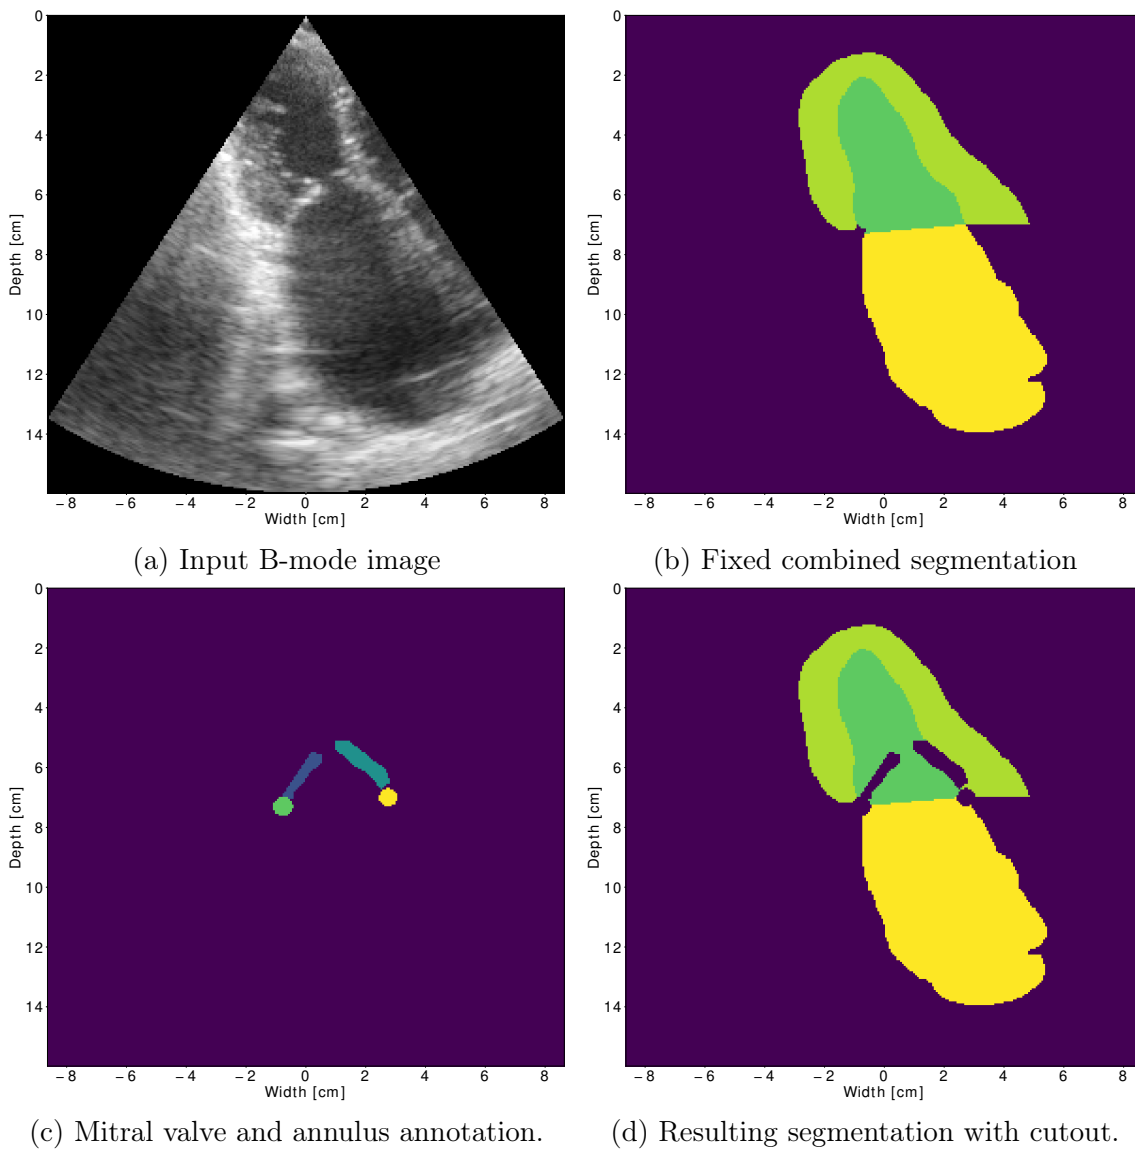 0
2
4
6
8
10
12
14
Depth [cm]
−8 −6 −4 −2 0 2 4 6 8
Width [cm]
(a) Input B-mode image
0
2
4
6
8
10
12
14
Depth [cm]
−8 −6 −4 −2 0 2 4 6 8
Width [cm]
(b) Fixed combined segmentation
0
2
4
6
8
10
12
14
Depth [cm]
−8 −6 −4 −2 0 2 4 6 8
Width [cm]
(c) Mitral valve and annulus annotation.
0
2
4
6
8
10
12
14
Depth [cm]
−8 −6 −4 −2 0 2 4 6 8
Width [cm]
(d) Resulting segmentation with cutout.